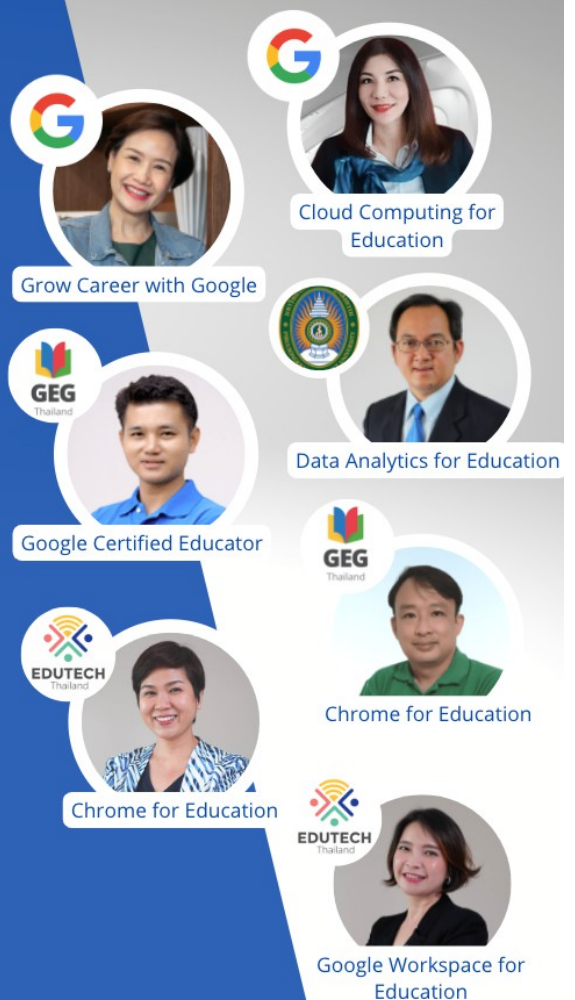 Cloud Computing for
Education
Grow Career with Google
GEG
Thailand
Data Analytics for Education
Google Certified Educator
GEG
Thailand
EDUTECH
Thailand
Chrome for Education
Chrome for Education
EDUTECH
Thailand
Google Workspace for
Education